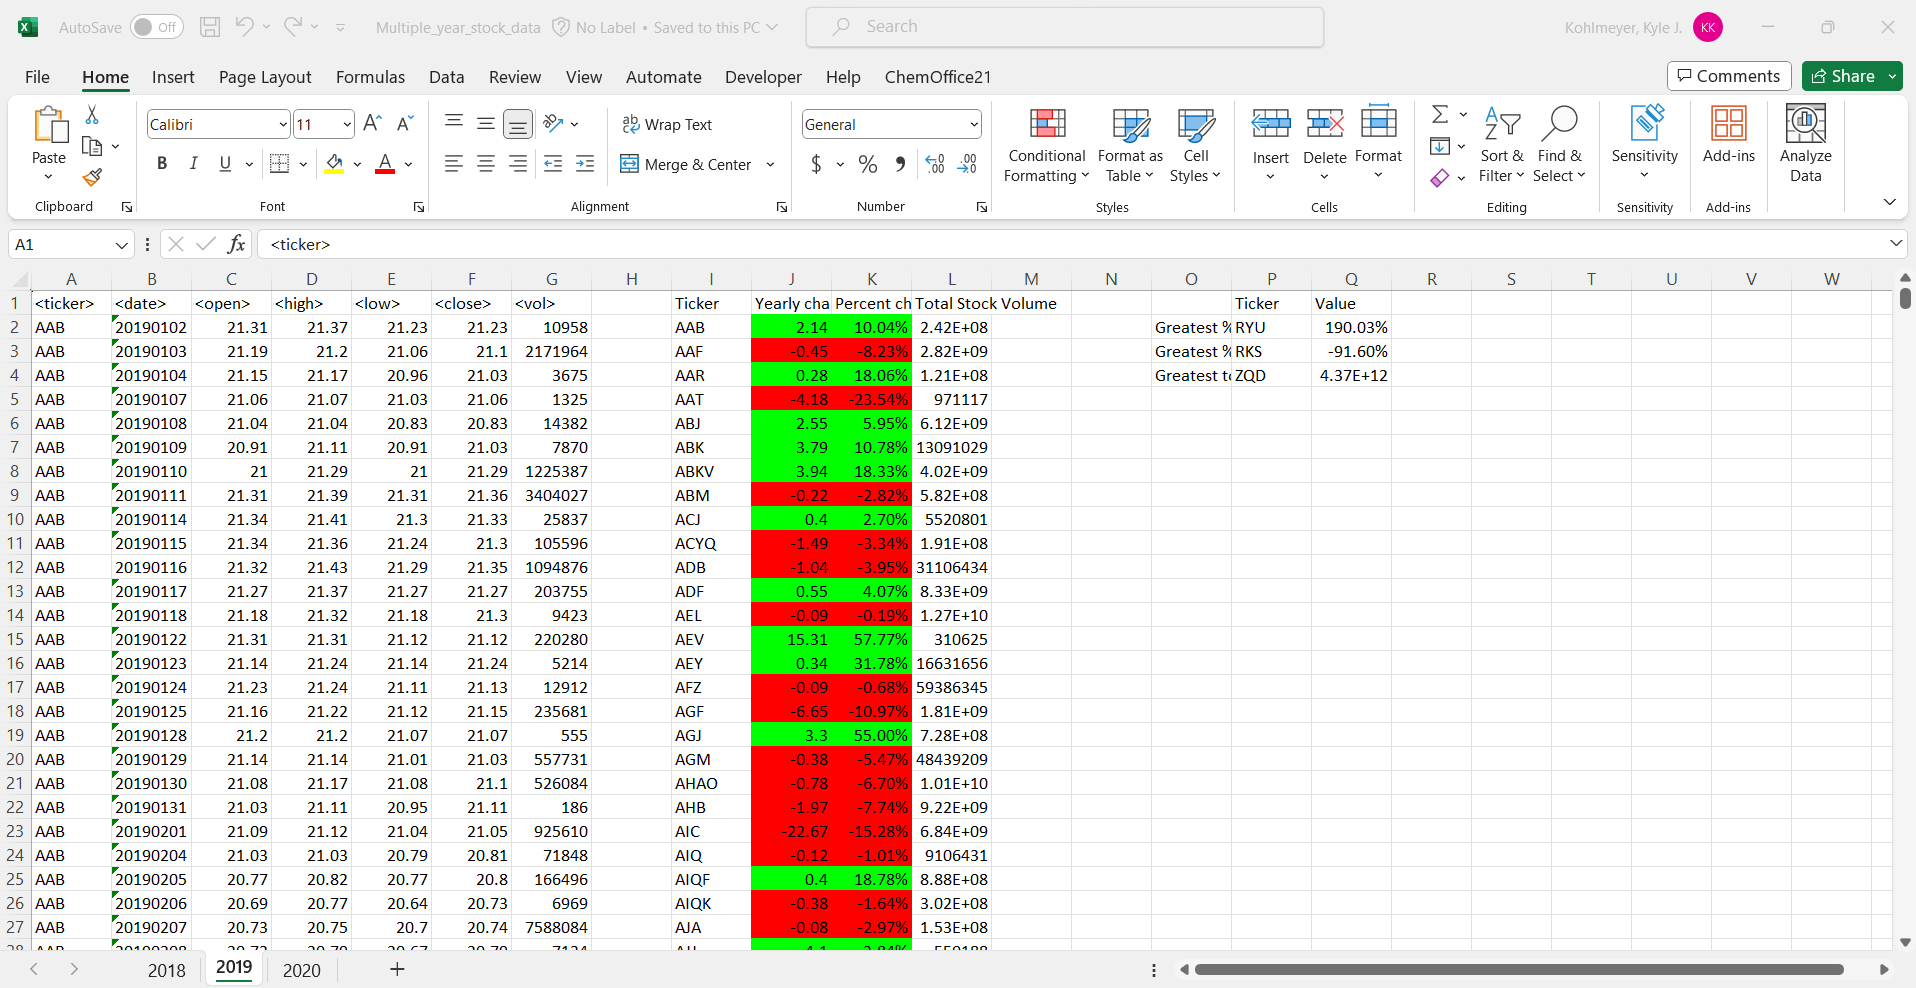 AutoSave Off Multiple_year_stock_data No Label • Saved to this PC Search Kohlmeyer, Kyle J. KK
File Home Insert Page Layout Formulas Data Review View Automate Developer Help ChemOffice21 Comments Share
Paste Calibri 11 Wrap Text General Conditional Formatting Format as Table Cell Styles Insert Delete Format Sort & Filter Find & Select Sensitivity Add-ins Analyze Data
B I U A Merge & Center $ %
Clipboard Font Alignment Number Styles Cells Editing Sensitivity Add-ins
A1 fx <ticker>
A B C D E F G H I J K L M N O P Q R S T U V W
1 <ticker> <date> <open> <high> <low> <close> <vol> Ticker Yearly cha Percent ch Total Stock Volume Ticker Value
2 AAB 20190102 21.31 21.37 21.23 21.23 10958 AAB 2.14 10.04% 2.42E+08 Greatest % RYU 190.03%
3 AAB 20190103 21.19 21.2 21.06 21.1 2171964 AAF -0.45 -8.23% 2.82E+09 Greatest % RKS -91.60%
4 AAB 20190104 21.15 21.17 20.96 21.03 3675 AAR 0.28 18.06% 1.21E+08 Greatest to ZQD 4.37E+12
5 AAB 20190107 21.06 21.07 21.03 21.06 1325 AAT -4.18 -23.54% 971117
6 AAB 20190108 21.04 21.04 20.83 20.83 14382 ABJ 2.55 5.95% 6.12E+09
7 AAB 20190109 20.91 21.11 20.91 21.03 7870 ABK 3.79 10.78% 13091029
8 AAB 20190110 21 21.29 21 21.29 1225387 ABKV 3.94 18.33% 4.02E+09
9 AAB 20190111 21.31 21.39 21.31 21.36 3404027 ABM -0.22 -2.82% 5.82E+08
10 AAB 20190114 21.34 21.41 21.3 21.33 25837 ACJ 0.4 2.70% 5520801
11 AAB 20190115 21.34 21.36 21.24 21.3 105596 ACYQ -1.49 -3.34% 1.91E+08
12 AAB 20190116 21.32 21.43 21.29 21.35 1094876 ADB -1.04 -3.95% 31106434
13 AAB 20190117 21.27 21.37 21.27 21.27 203755 ADF 0.55 4.07% 8.33E+09
14 AAB 20190118 21.18 21.32 21.18 21.3 9423 AEL -0.09 -0.19% 1.27E+10
15 AAB 20190122 21.31 21.31 21.12 21.12 220280 AEV 15.31 57.77% 310625
16 AAB 20190123 21.14 21.24 21.14 21.24 5214 AEY 0.34 31.78% 16631656
17 AAB 20190124 21.23 21.24 21.11 21.13 12912 AFZ -0.09 -0.68% 59386345
18 AAB 20190125 21.16 21.22 21.12 21.15 235681 AGF -6.65 -10.97% 1.81E+09
19 AAB 20190128 21.2 21.2 21.07 21.07 555 AGJ 3.3 55.00% 7.28E+08
20 AAB 20190129 21.14 21.14 21.01 21.03 557731 AGM -0.38 -5.47% 48439209
21 AAB 20190130 21.08 21.17 21.08 21.1 526084 AHAO -0.78 -6.70% 1.01E+10
22 AAB 20190131 21.03 21.11 20.95 21.11 186 AHB -1.97 -7.74% 9.22E+09
23 AAB 20190201 21.09 21.12 21.04 21.05 925610 AIC -22.67 -15.28% 6.84E+09
24 AAB 20190204 21.03 21.03 20.79 20.81 71848 AIQ -0.12 -1.01% 9106431
25 AAB 20190205 20.77 20.82 20.77 20.8 166496 AIQF 0.4 18.78% 8.88E+08
26 AAB 20190206 20.69 20.77 20.64 20.73 6969 AIQK -0.38 -1.64% 3.02E+08
27 AAB 20190207 20.73 20.75 20.7 20.74 7588084 AJA -0.08 -2.97% 1.53E+08
2018 2019 2020